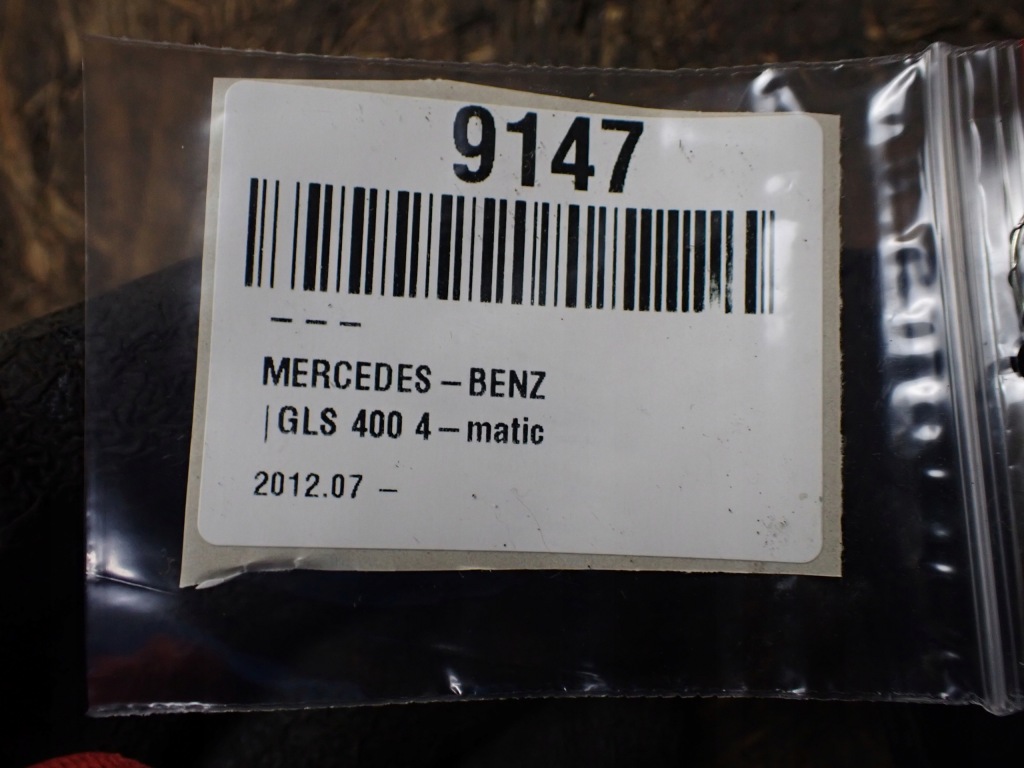 9147
– – –
MERCEDES – BENZ
|GLS 400 4 – matic
2012.07 –